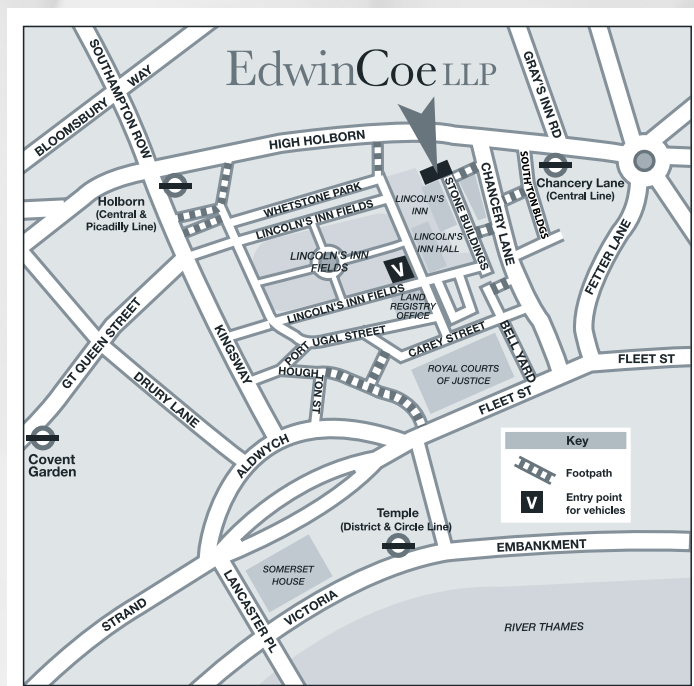 EdwinCoe LLP
SOUTHAMPTON ROW
BLOOMSBURY WAY
GRAY'S INN RD
HIGH HOLBORN
Holborn
(Central &
Picadilly Line)
WHETSTONE PARK
LINCOLN'S INN FIELDS
LINCOLN'S
INN
STONE BUILDINGS
CHANCERY LANE
SOUTH'TON BLDGS
Chancery Lane
(Central Line)
LINCOLN'S INN
FIELDS
LINCOLN'S
INN HALL
V
FETTER LANE
LINCOLN'S INN FIELDS
LAND
REGISTRY
OFFICE
GT QUEEN STREET
KINGSWAY
PORT UGAL STREET
CAREY STREET
BELL YARD
HOUGH TON ST
ROYAL COURTS
OF JUSTICE
FLEET ST
FLEET ST
DRURY LANE
ALDWYCH
Covent
Garden
Key
Footpath
V
Entry point
for vehicles
Temple
(District & Circle Line)
EMBANKMENT
SOMERSET
HOUSE
LANCASTER PL
VICTORIA
STRAND
RIVER THAMES